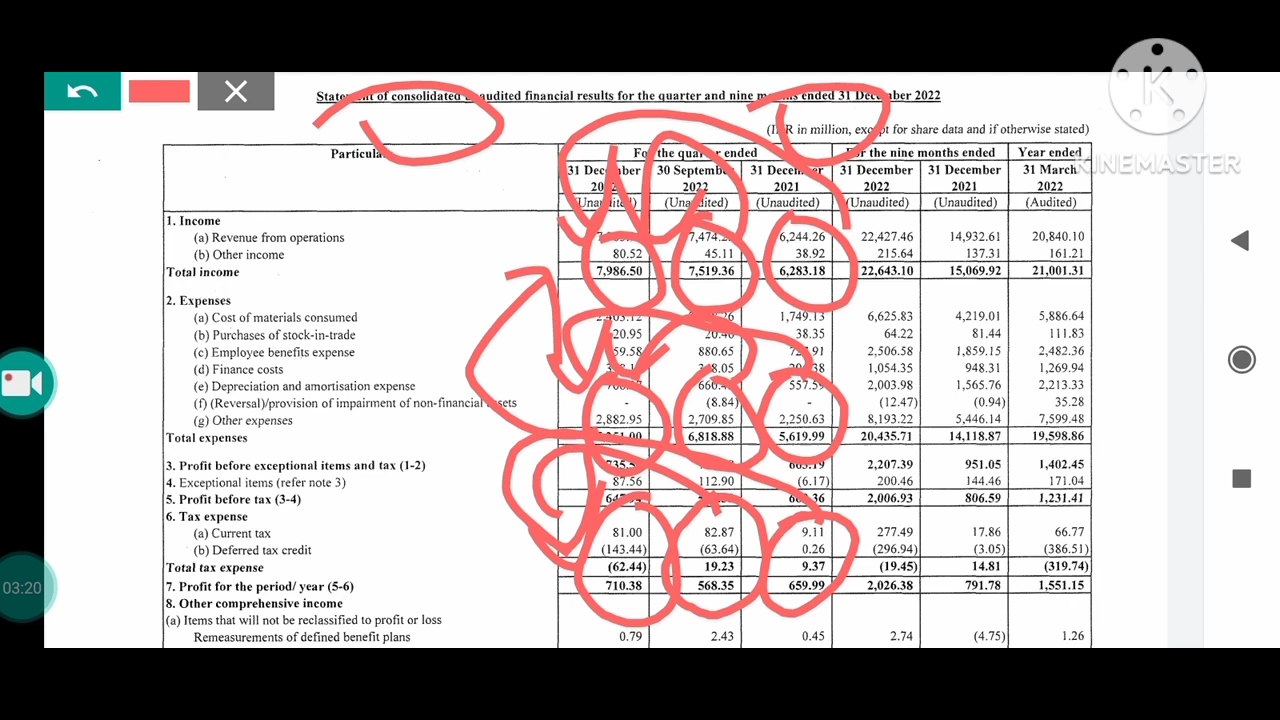 Statement of consolidated unaudited financial results for the quarter and nine months ended 31 December 2022
(INR in million, except for share data and if otherwise stated)
KINEMASTER
Particulars For the quarter ended For the nine months ended Year ended
31 December 30 September 31 December 31 December 31 December 31 March
2022 2022 2021 2022 2021 2022
(Unaudited) (Unaudited) (Unaudited) (Unaudited) (Unaudited) (Audited)
1. Income
(a) Revenue from operations 6,244.26 22,427.46 14,932.61 20,840.10
(b) Other income 80.52 45.11 38.92 215.64 137.31 161.21
Total income 7,986.50 7,519.36 6,283.18 22,643.10 15,069.92 21,001.31
2. Expenses
(a) Cost of materials consumed 1,749.13 6,625.83 4,219.01 5,886.64
(b) Purchases of stock-in-trade 20.95 38.35 64.22 81.44 111.83
(c) Employee benefits expense 880.65 2,506.58 1,859.15 2,482.36
(d) Finance costs 1,054.35 948.31 1,269.94
(e) Depreciation and amortisation expense 557.59 2,003.98 1,565.76 2,213.33
(f) (Reversal)/provision of impairment of non-financial assets - (8.84) - (12.47) (0.94) 35.28
(g) Other expenses 2,882.95 2,709.85 2,250.63 8,193.22 5,446.14 7,599.48
Total expenses 6,818.88 5,619.99 20,435.71 14,118.87 19,598.86
3. Profit before exceptional items and tax (1-2) 2,207.39 951.05 1,402.45
4. Exceptional items (refer note 3) 87.56 112.90 (6.17) 200.46 144.46 171.04
5. Profit before tax (3-4) 2,006.93 806.59 1,231.41
6. Tax expense
(a) Current tax 81.00 82.87 9.11 277.49 17.86 66.77
(b) Deferred tax credit (143.44) (63.64) 0.26 (296.94) (3.05) (386.51)
Total tax expense (62.44) 19.23 9.37 (19.45) 14.81 (319.74)
7. Profit for the period/ year (5-6) 710.38 568.35 659.99 2,026.38 791.78 1,551.15
8. Other comprehensive income
(a) Items that will not be reclassified to profit or loss
Remeasurements of defined benefit plans 0.79 2.43 0.45 2.74 (4.75) 1.26
03:20